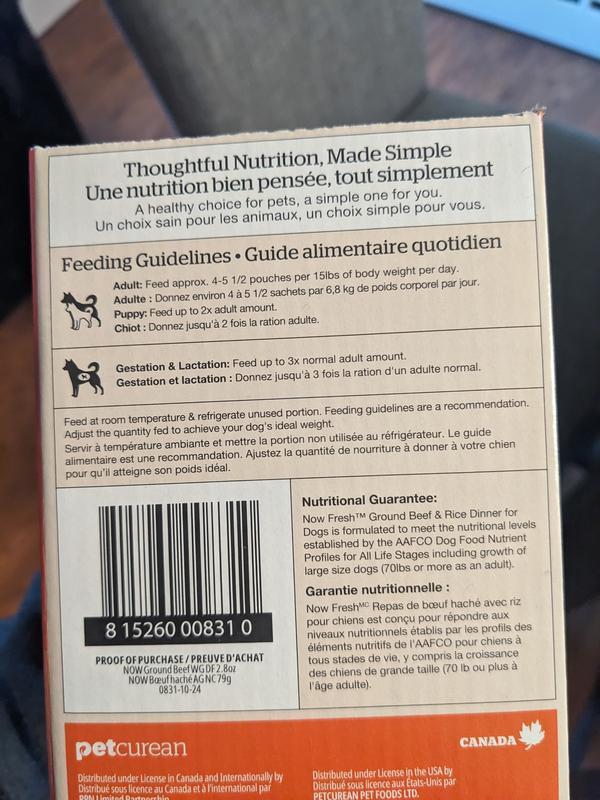 Thoughtful Nutrition, Made Simple
Une nutrition bien pensée, tout simplement
A healthy choice for pets, a simple one for you.
Un choix sain pour les animaux, un choix simple pour vous.
Feeding Guidelines • Guide alimentaire quotidien
Adult: Feed approx. 4-5 1/2 pouches per 15lbs of body weight per day.
Adulte : Donnez environ 4 à 5 1/2 sachets par 6,8 kg de poids corporel par jour.
Puppy: Feed up to 2x adult amount.
Chiot : Donnez jusqu'à 2 fois la ration adulte.
Gestation & Lactation: Feed up to 3x normal adult amount.
Gestation et lactation : Donnez jusqu'à 3 fois la ration d'un adulte normal.
Feed at room temperature & refrigerate unused portion. Feeding guidelines are a recommendation.
Adjust the quantity fed to achieve your dog's ideal weight.
Servir à température ambiante et mettre la portion non utilisée au réfrigérateur. Le guide
alimentaire est une recommandation. Ajustez la quantité de nourriture à donner à votre chien
pour qu'il atteigne son poids idéal.
8 15260 00831 0
PROOF OF PURCHASE / PREUVE D'ACHAT
NOW Ground Beef WG DF 2.8oz
NOW Bœuf haché AG NC 79g
0831-10-24
Nutritional Guarantee:
Now Fresh™ Ground Beef & Rice Dinner for
Dogs is formulated to meet the nutritional levels
established by the AAFCO Dog Food Nutrient
Profiles for All Life Stages including growth of
large size dogs (70lbs or more as an adult).
Garantie nutritionnelle :
Now Freshᴹᶜ Repas de bœuf haché avec riz
pour chiens est conçu pour répondre aux
niveaux nutritionnels établis par les profils des
éléments nutritifs de l'AAFCO pour chiens à
tous stades de vie, y compris la croissance
des chiens de grande taille (70 lb ou plus à
l'âge adulte).
petcurean
CANADA
Distributed under License in Canada and Internationally by
Distribué sous licence au Canada et à l'international par
PPN Limited Partnership
Distributed under License in the USA by
Distribué sous licence aux États-Unis par
PETCUREAN PET FOODS LTD.